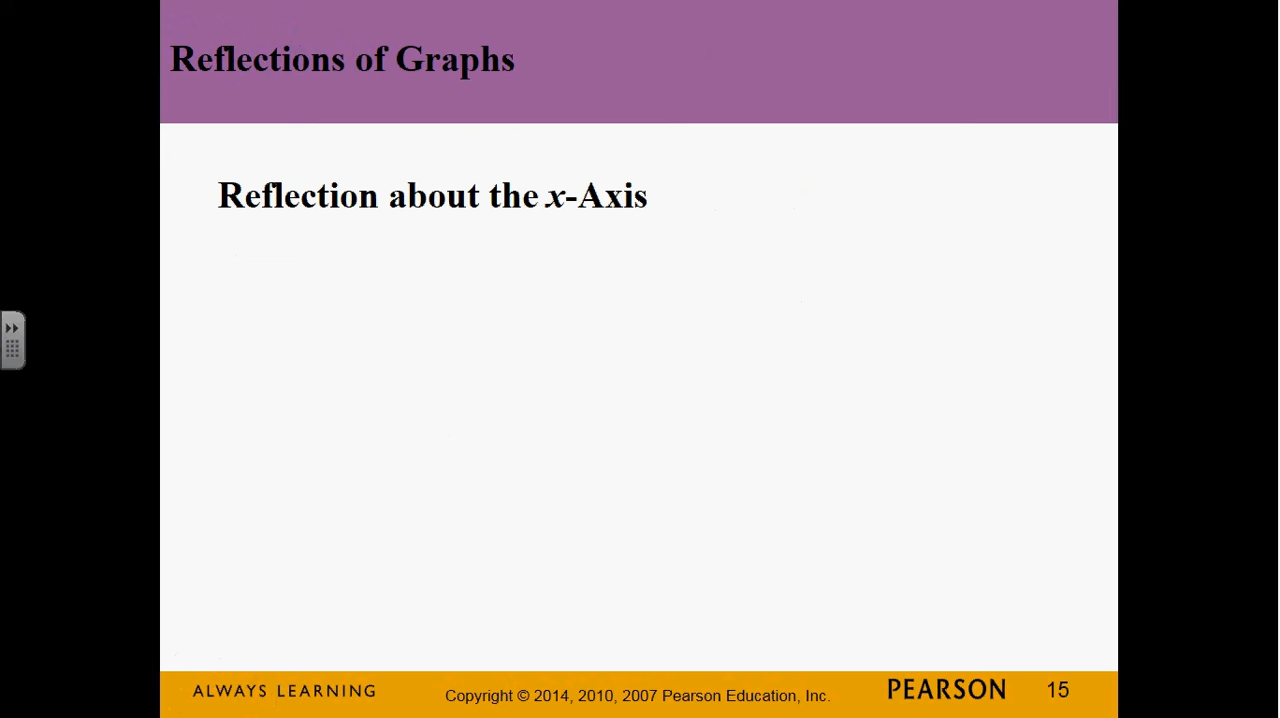 Reflections of Graphs
Reflection about the x-Axis
ALWAYS LEARNING
Copyright © 2014, 2010, 2007 Pearson Education, Inc.
PEARSON
15